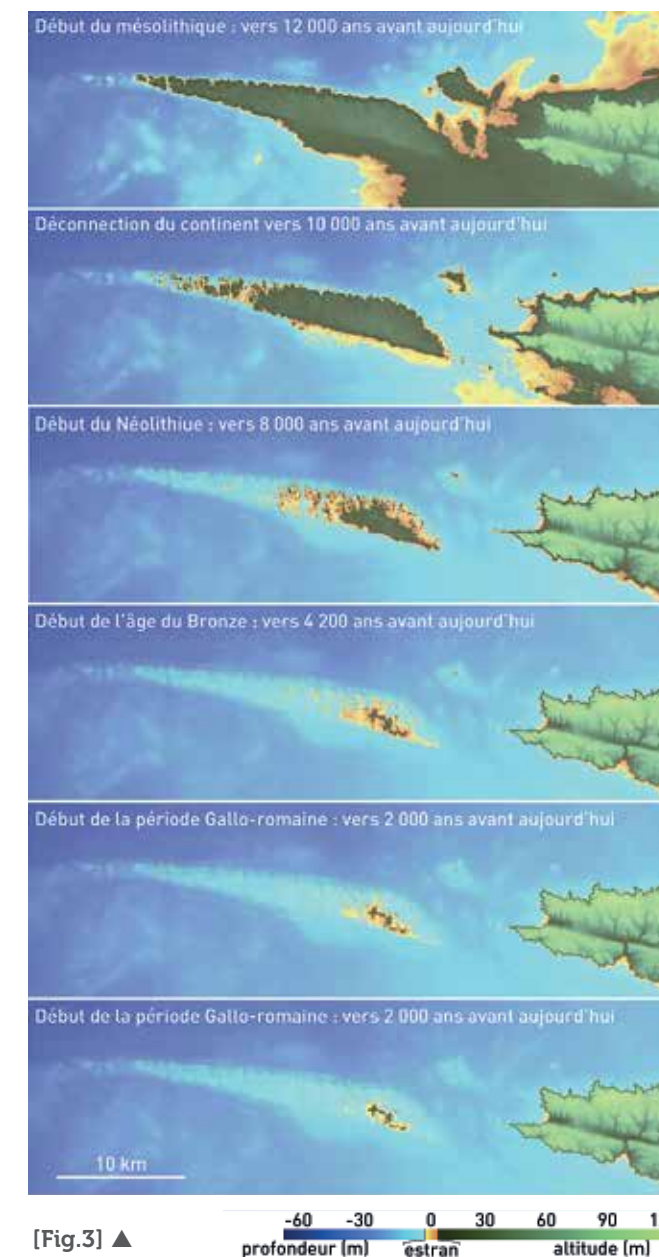 Début du mésolithique : vers 12 000 ans avant aujourd'hui
Déconnection du continent vers 10 000 ans avant aujourd'hui
Début du Néolithiue : vers 8 000 ans avant aujourd'hui
Début de l'âge du Bronze : vers 4 200 ans avant aujourd'hui
Début de la période Gallo-romaine : vers 2 000 ans avant aujourd'hui
Début de la période Gallo-romaine : vers 2 000 ans avant aujourd'hui
10 km
-60 -30 0 30 60 90 1
[Fig.3] ▲ profondeur (m) estran altitude (m)